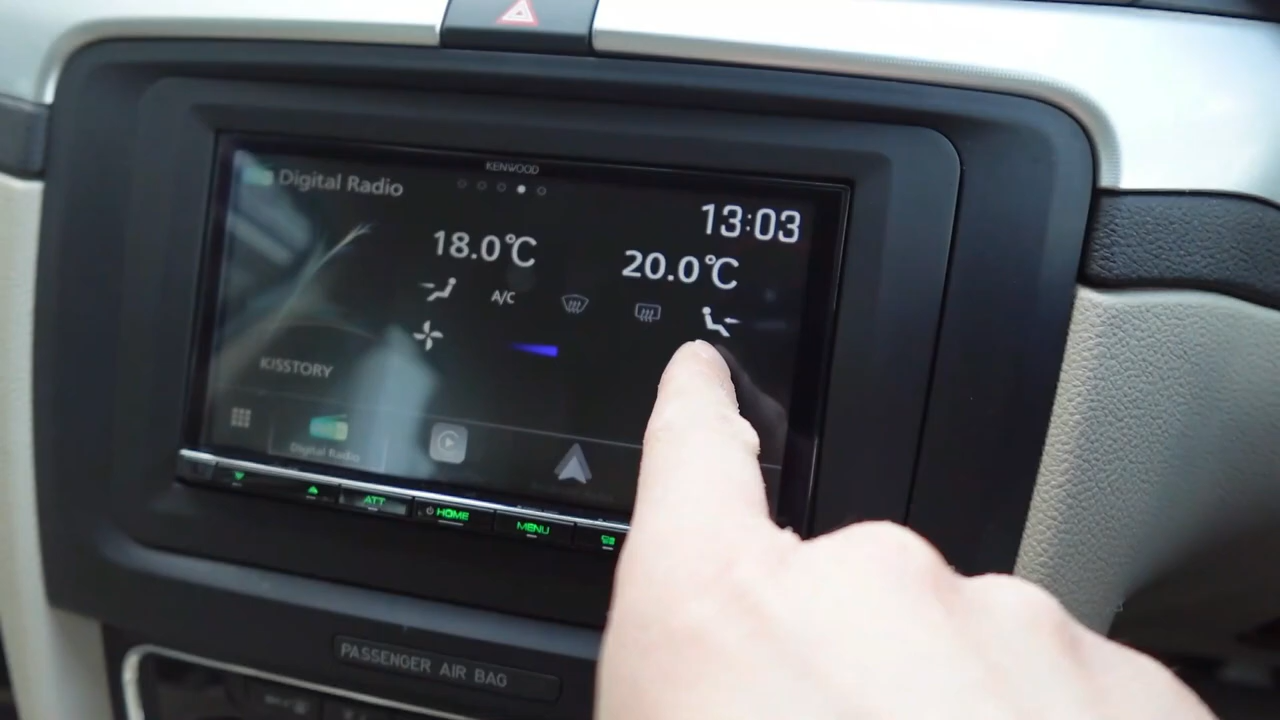 KENWOOD
Digital Radio
13:03
18.0°C
20.0°C
A/C
KISSTORY
Digital Radio
ATT
HOME
MENU
PASSENGER AIR BAG